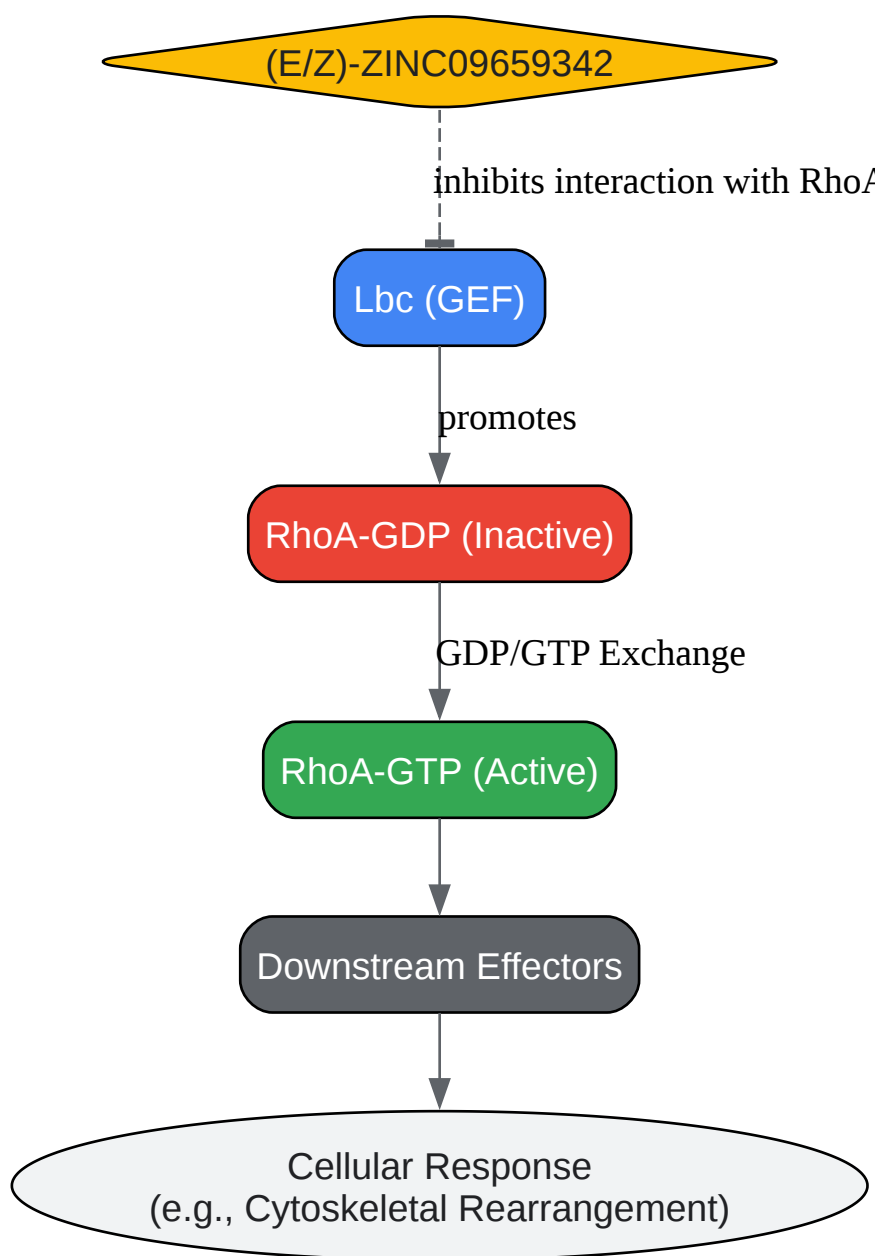 (E/Z)-ZINC09659342
inhibits interaction with RhoA
Lbc (GEF)
promotes
RhoA-GDP (Inactive)
GDP/GTP Exchange
RhoA-GTP (Active)
Downstream Effectors
Cellular Response
(e.g., Cytoskeletal Rearrangement)